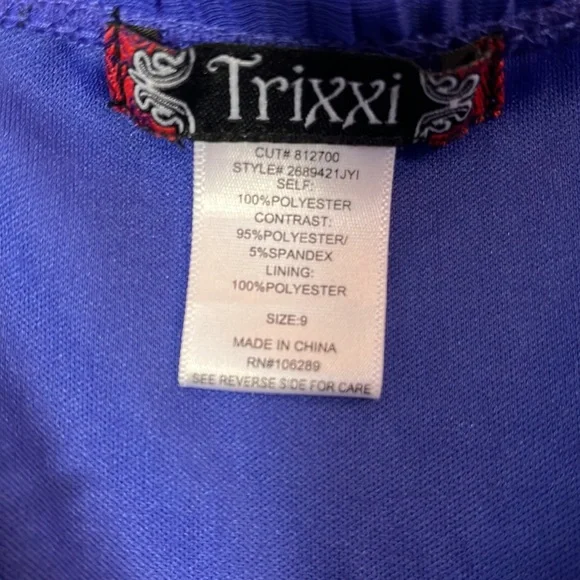 Trixxi
CUT# 812700
STYLE# 2689421JYI
SELF:
100%POLYESTER
CONTRAST:
95%POLYESTER/
5%SPANDEX
LINING:
100%POLYESTER
SIZE:9
MADE IN CHINA
RN#106289
SEE REVERSE SIDE FOR CARE